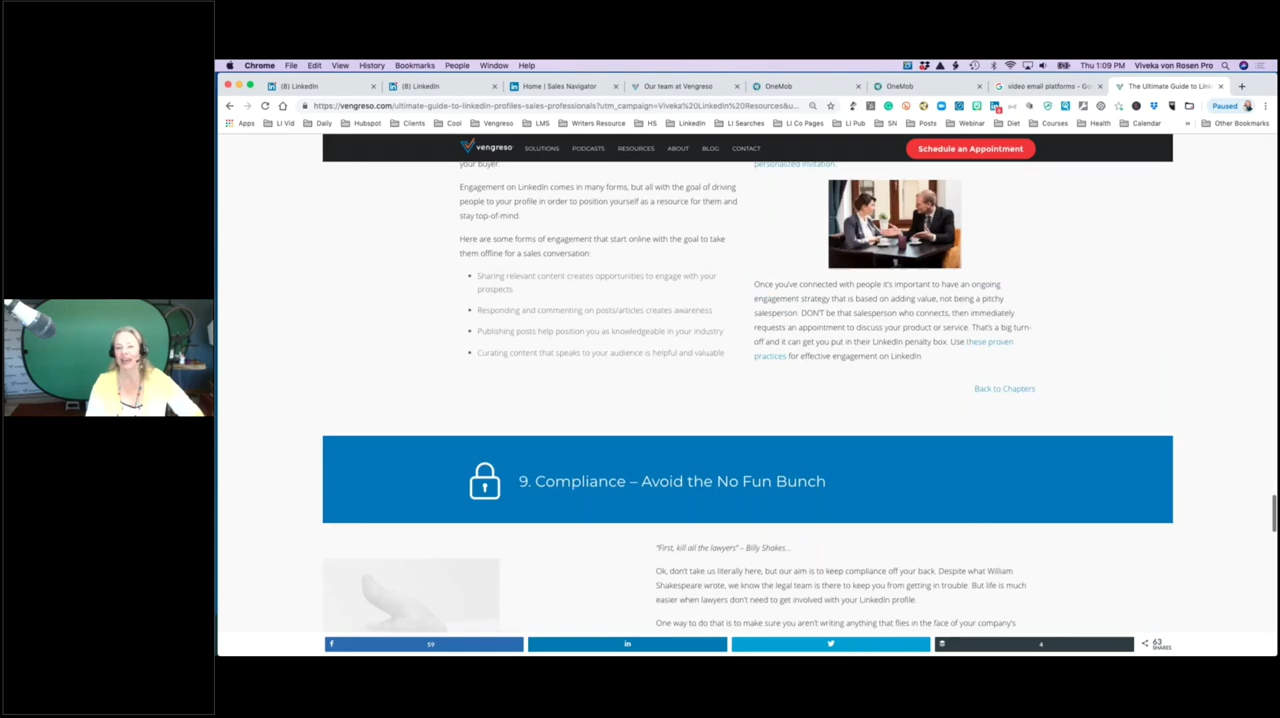 Chrome File Edit View History Bookmarks People Window Help
Thu 1:09 PM Viveka von Rosen Pro
(8) LinkedIn
(8) LinkedIn
Home | Sales Navigator
Our team at Vengreso
OneMob
OneMob
video email platforms - Go
The Ultimate Guide to Link
https://vengreso.com/ultimate-guide-to-linkedin-profiles-sales-professionals?utm_campaign=Viveka%20LinkedIn%20Resources&u...
Paused
Apps LI Vid Daily Hubspot Clients Cool Vengreso LMS Writers Resource HS LinkedIn LI Searches LI Co Pages LI Pub SN Posts Webinar Diet Courses Health Calendar » Other Bookmarks
vengreso SOLUTIONS PODCASTS RESOURCES ABOUT BLOG CONTACT Schedule an Appointment
your buyer.
Engagement on LinkedIn comes in many forms, but all with the goal of driving
people to your profile in order to position yourself as a resource for them and
stay top-of-mind.
Here are some forms of engagement that start online with the goal to take
them offline for a sales conversation:
• Sharing relevant content creates opportunities to engage with your
prospects
• Responding and commenting on posts/articles creates awareness
• Publishing posts help position you as knowledgeable in your industry
• Curating content that speaks to your audience is helpful and valuable
personalized invitation.
Once you've connected with people it's important to have an ongoing
engagement strategy that is based on adding value, not being a pitchy
salesperson. DON'T be that salesperson who connects, then immediately
requests an appointment to discuss your product or service. That's a big turn-
off and it can get you put in their LinkedIn penalty box. Use these proven
practices for effective engagement on LinkedIn.
Back to Chapters
9. Compliance – Avoid the No Fun Bunch
"First, kill all the lawyers" – Billy Shakes...
Ok, don't take us literally here, but our aim is to keep compliance off your back. Despite what William
Shakespeare wrote, we know the legal team is there to keep you from getting in trouble. But life is much
easier when lawyers don't need to get involved with your LinkedIn profile.
One way to do that is to make sure you aren't writing anything that flies in the face of your company's
59
4
63
SHARES